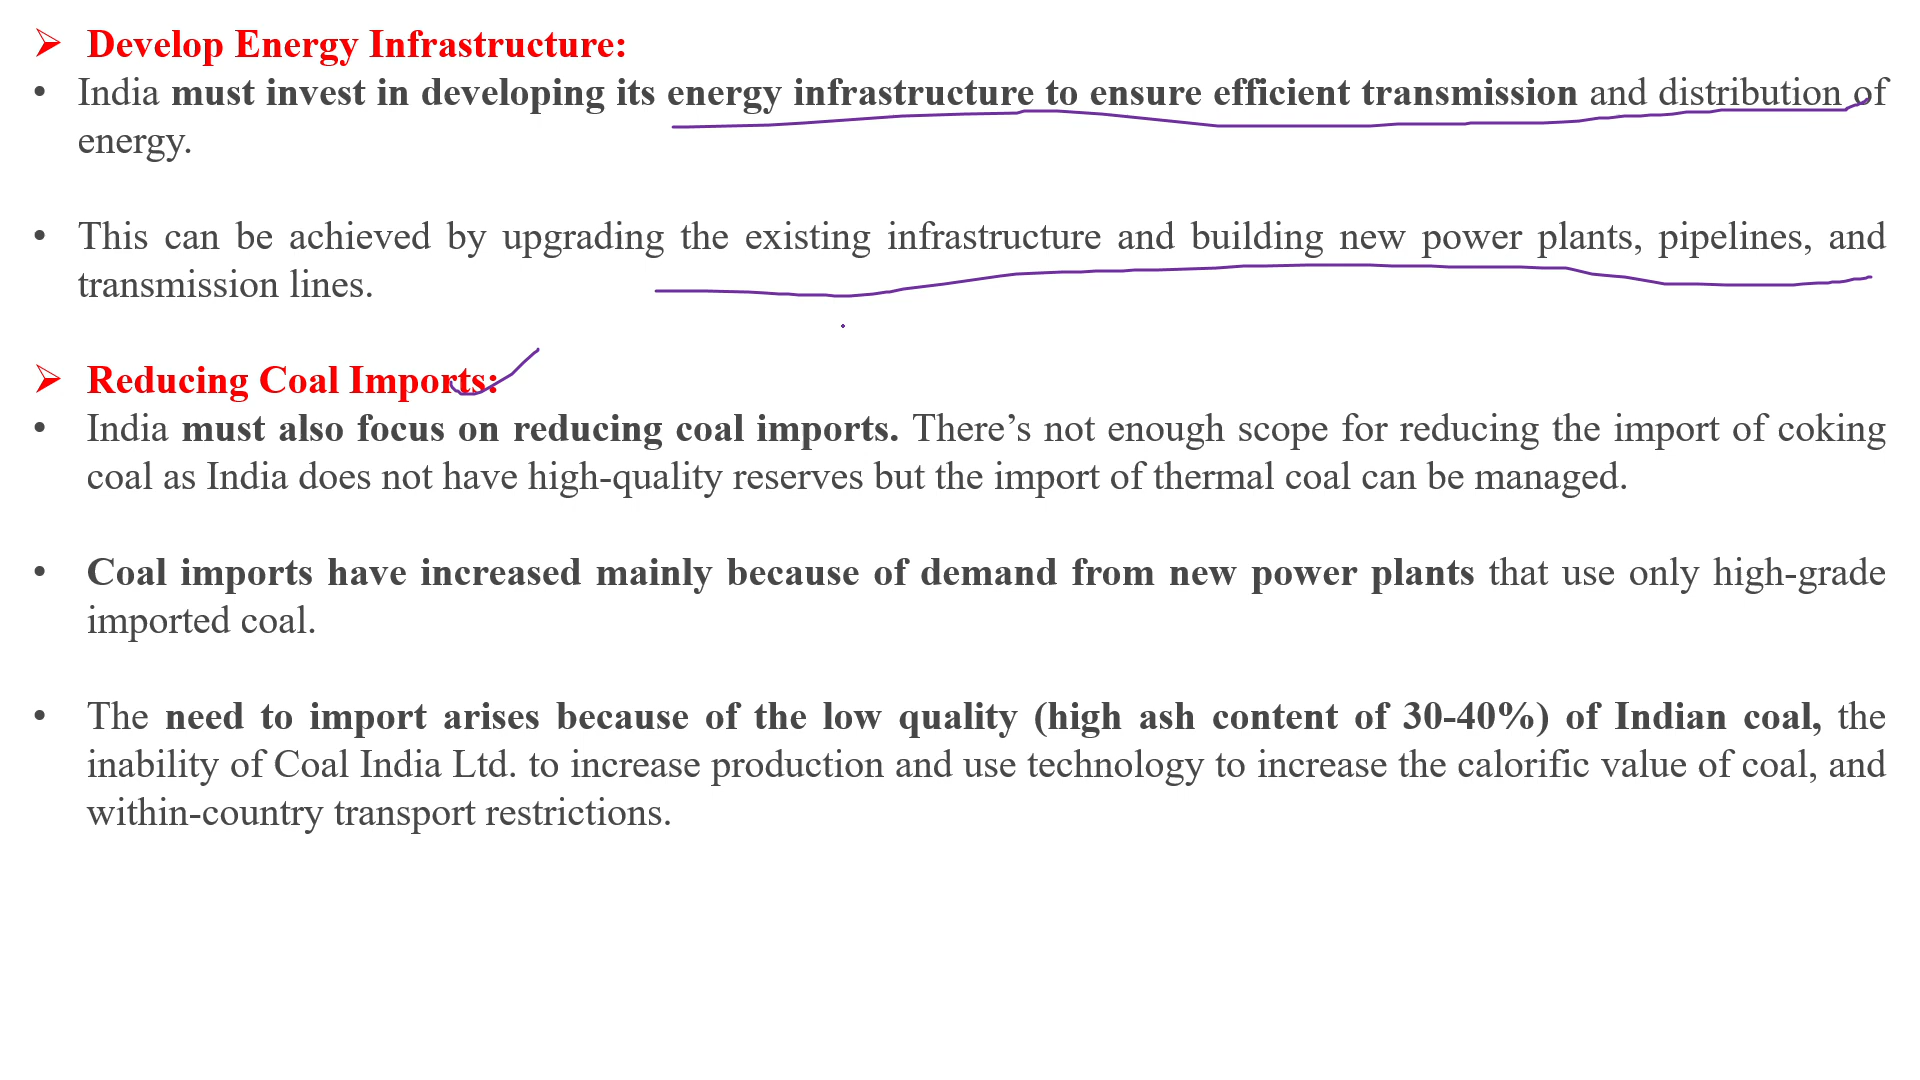 ➢ Develop Energy Infrastructure:
• India must invest in developing its energy infrastructure to ensure efficient transmission and distribution of
energy.
• This can be achieved by upgrading the existing infrastructure and building new power plants, pipelines, and
transmission lines.
➢ Reducing Coal Imports:
• India must also focus on reducing coal imports. There’s not enough scope for reducing the import of coking
coal as India does not have high-quality reserves but the import of thermal coal can be managed.
• Coal imports have increased mainly because of demand from new power plants that use only high-grade
imported coal.
• The need to import arises because of the low quality (high ash content of 30-40%) of Indian coal, the
inability of Coal India Ltd. to increase production and use technology to increase the calorific value of coal, and
within-country transport restrictions.